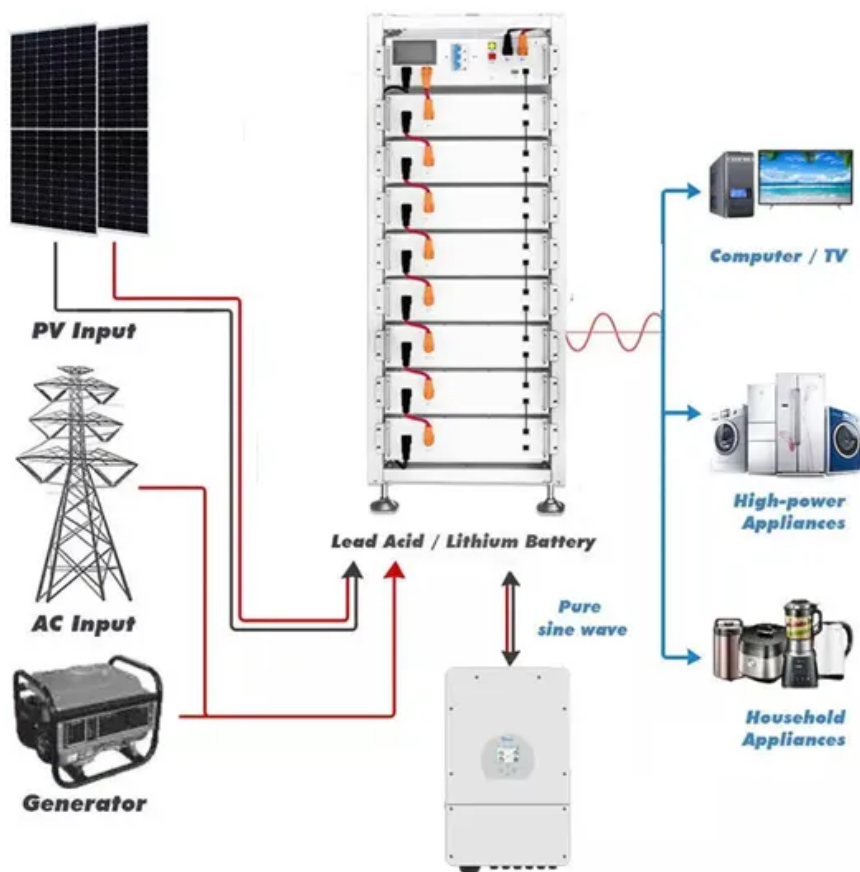 PV Input
AC Input
Generator
Lead Acid / Lithium Battery
Pure
sine wave
Computer / TV
High-power
Appliances
Household
Appliances